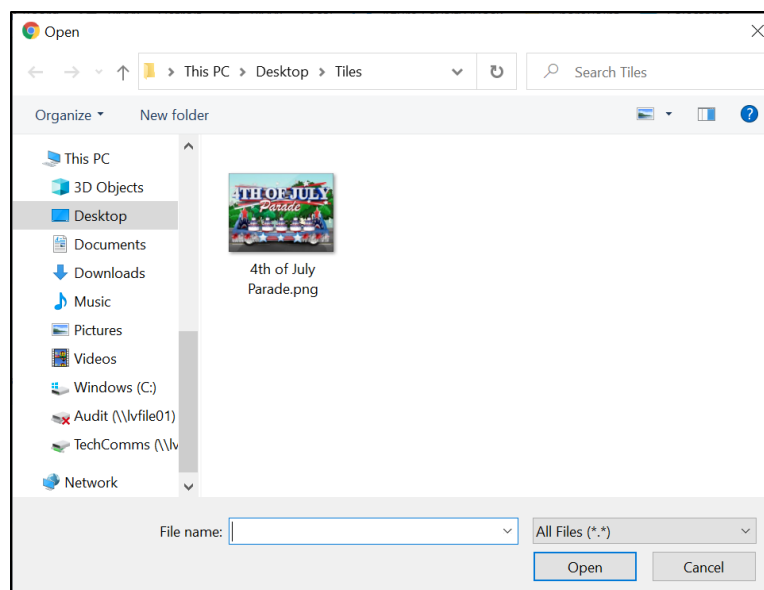 Open
This PC > Desktop > Tiles
Search Tiles
Organize
New folder
?
This PC
3D Objects
Desktop
Documents
Downloads
Music
Pictures
Videos
Windows (C:)
Audit (\\lvfile01)
TechComms (\\lv
Network
4TH OF JULY
Parade
4th of July
Parade.png
File name:
All Files (*.*)
Open
Cancel